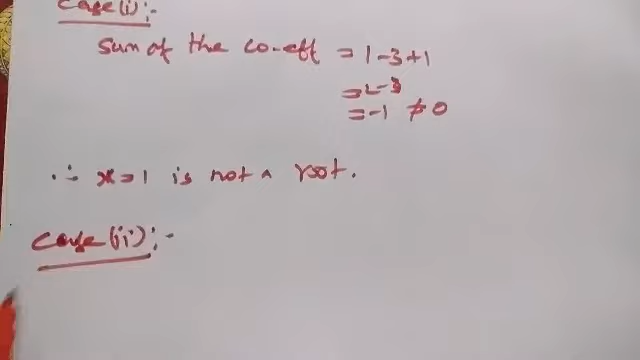 Case(i):-
Sum of the co-eff = 1-3+1
= 2-3
= -1 ≠ 0
∴ x=1 is not a root.
Case(ii):-